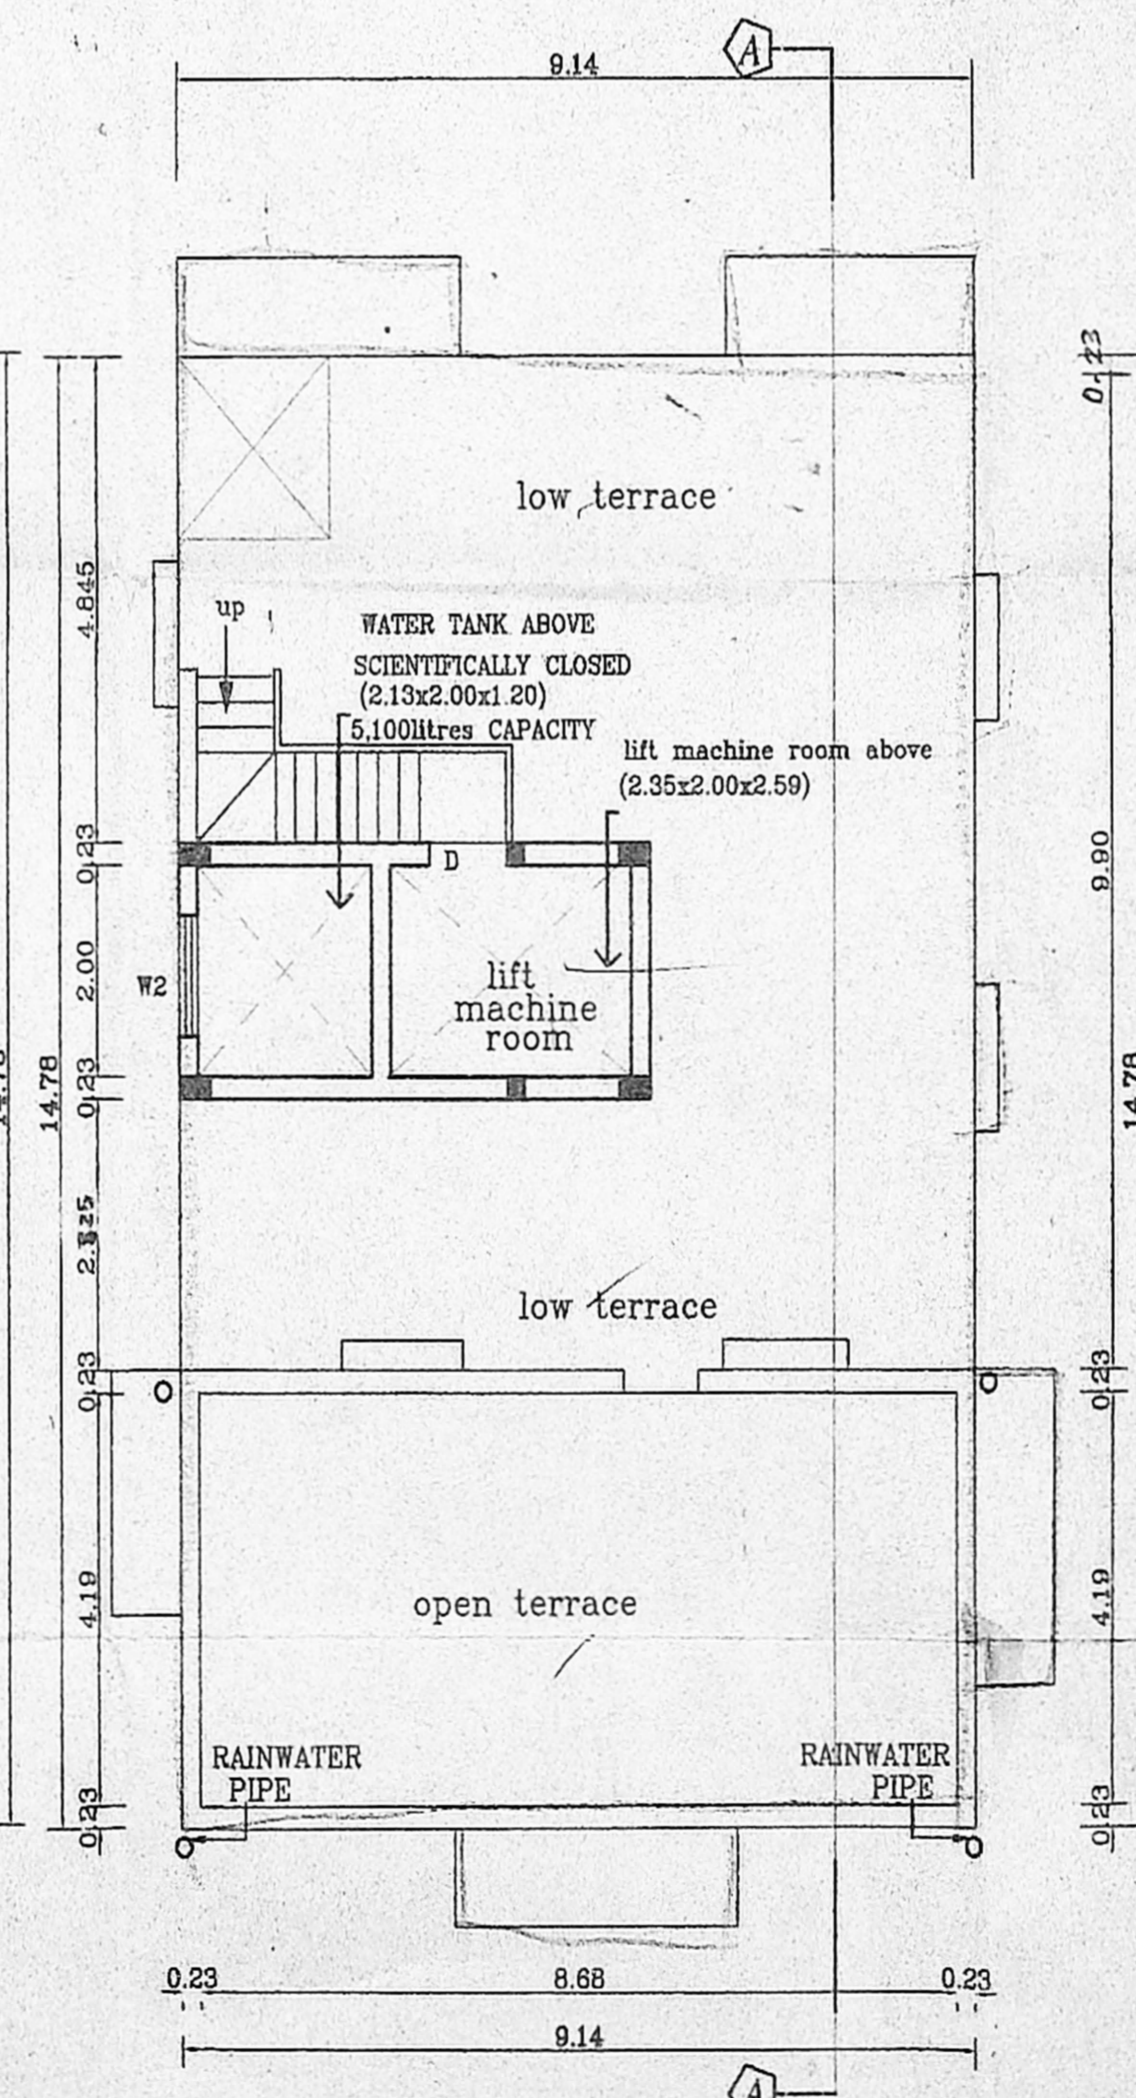 A
9.14
0.23
low terrace
4.845
up
WATER TANK ABOVE
SCIENTIFICALLY CLOSED
(2.13x2.00x1.20)
5,100litres CAPACITY
lift machine room above
(2.35x2.00x2.59)
0.23
D
9.90
2.00
W2
lift
machine
room
0.23
14.78
14.78
low terrace
0.23
O
O
0.23
4.19
open terrace
4.19
RAINWATER
PIPE
RAINWATER
PIPE
0.23
0.23
O
O
0.23
8.68
0.23
9.14
A